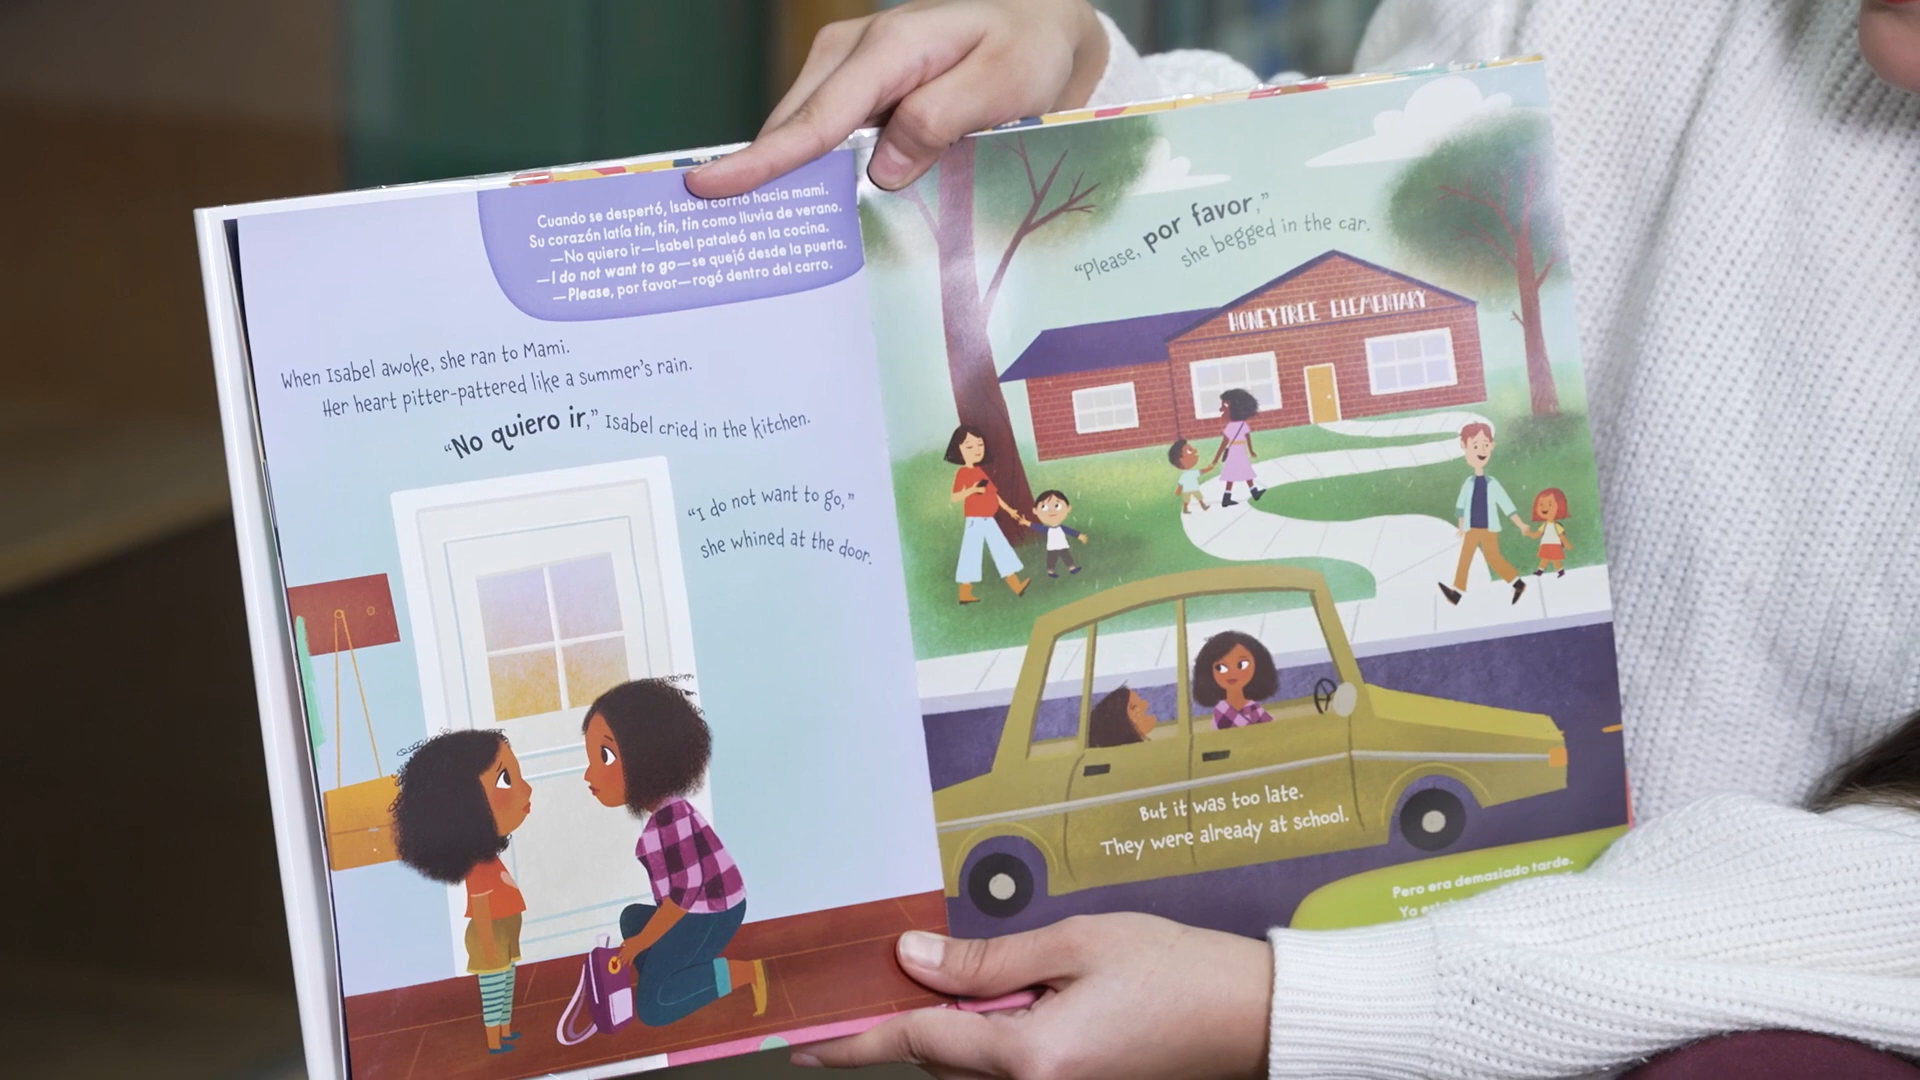 Cuando se despertó, Isabel corrió hacia mami.
Su corazón latía tin, tin, tin como lluvia de verano.
—No quiero ir—Isabel pataleó en la cocina.
—I do not want to go—se quejó desde la puerta.
—Please, por favor—rogó dentro del carro.
When Isabel awoke, she ran to Mami.
Her heart pitter-pattered like a summer's rain.
"No quiero ir," Isabel cried in the kitchen.
"I do not want to go,"
she whined at the door.
"Please, por favor,"
she begged in the car.
HONEYTREE ELEMENTARY
But it was too late.
They were already at school.
Pero era demasiado tarde.
Ya